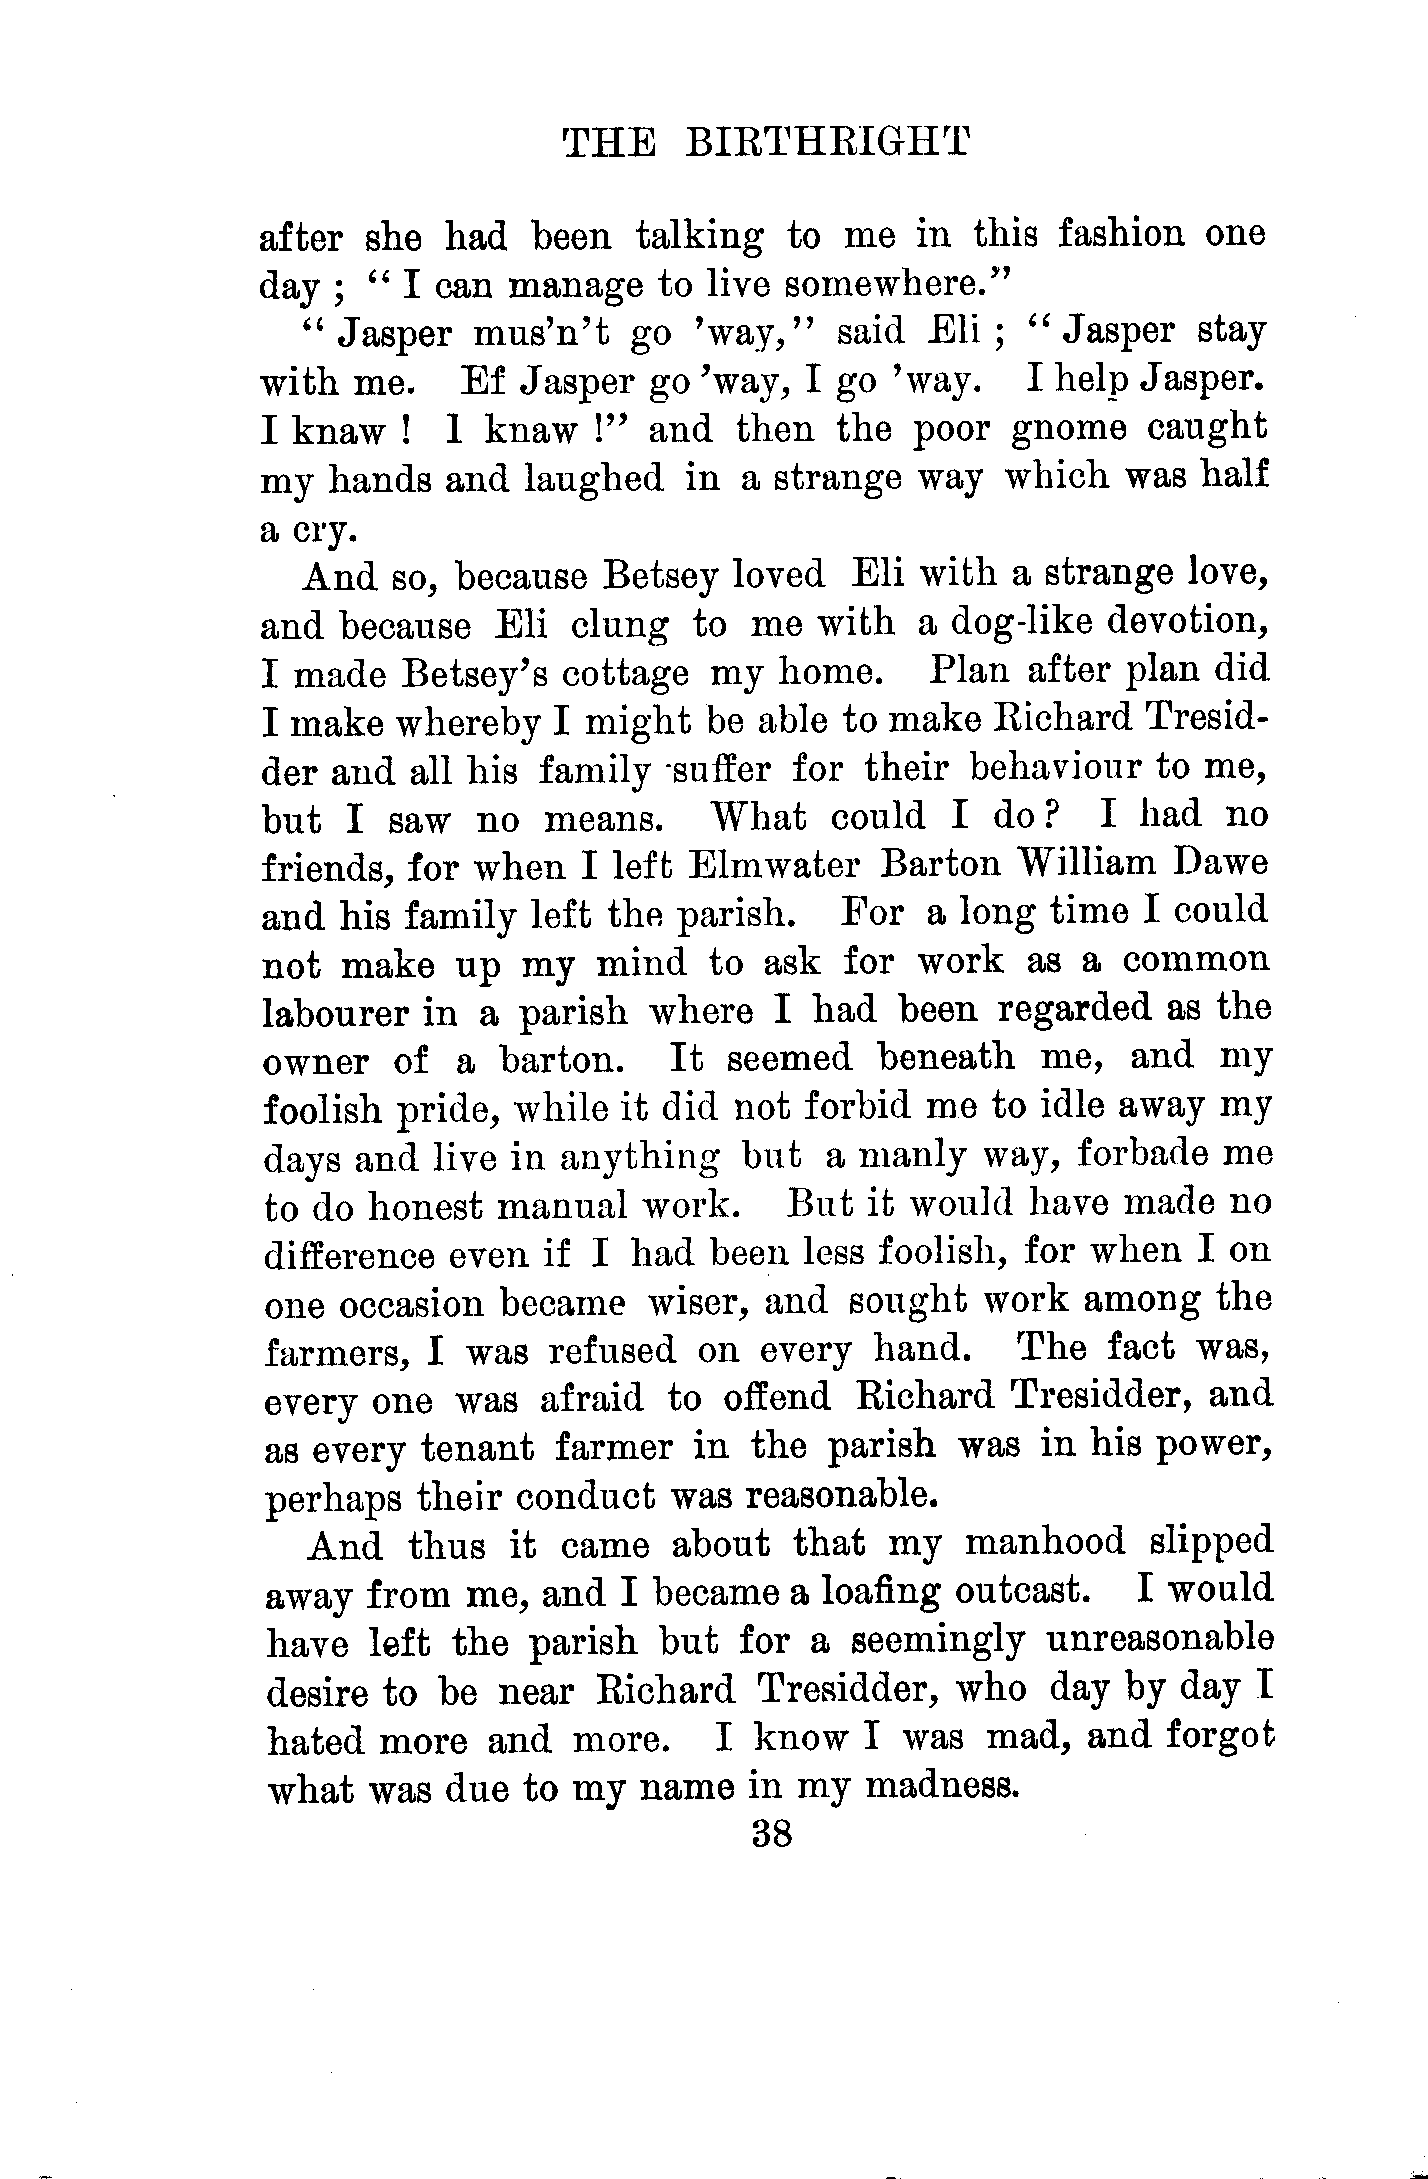 THE BIRTHRIGHT
after she had been talking to me in this fashion one
day ; “ I can manage to live somewhere.”
“ Jasper mus’n’t go ’way,” said Eli ; “ Jasper stay
with me. Ef Jasper go ’way, I go ’way. I help Jasper.
I knaw ! I knaw !” and then the poor gnome caught
my hands and laughed in a strange way which was half
a cry.
And so, because Betsey loved Eli with a strange love,
and because Eli clung to me with a dog-like devotion,
I made Betsey’s cottage my home. Plan after plan did
I make whereby I might be able to make Richard Tresid-
der and all his family suffer for their behaviour to me,
but I saw no means. What could I do ? I had no
friends, for when I left Elmwater Barton William Dawe
and his family left the parish. For a long time I could
not make up my mind to ask for work as a common
labourer in a parish where I had been regarded as the
owner of a barton. It seemed beneath me, and my
foolish pride, while it did not forbid me to idle away my
days and live in anything but a manly way, forbade me
to do honest manual work. But it would have made no
difference even if I had been less foolish, for when I on
one occasion became wiser, and sought work among the
farmers, I was refused on every hand. The fact was,
every one was afraid to offend Richard Tresidder, and
as every tenant farmer in the parish was in his power,
perhaps their conduct was reasonable.
And thus it came about that my manhood slipped
away from me, and I became a loafing outcast. I would
have left the parish but for a seemingly unreasonable
desire to be near Richard Tresidder, who day by day I
hated more and more. I know I was mad, and forgot
what was due to my name in my madness.
38